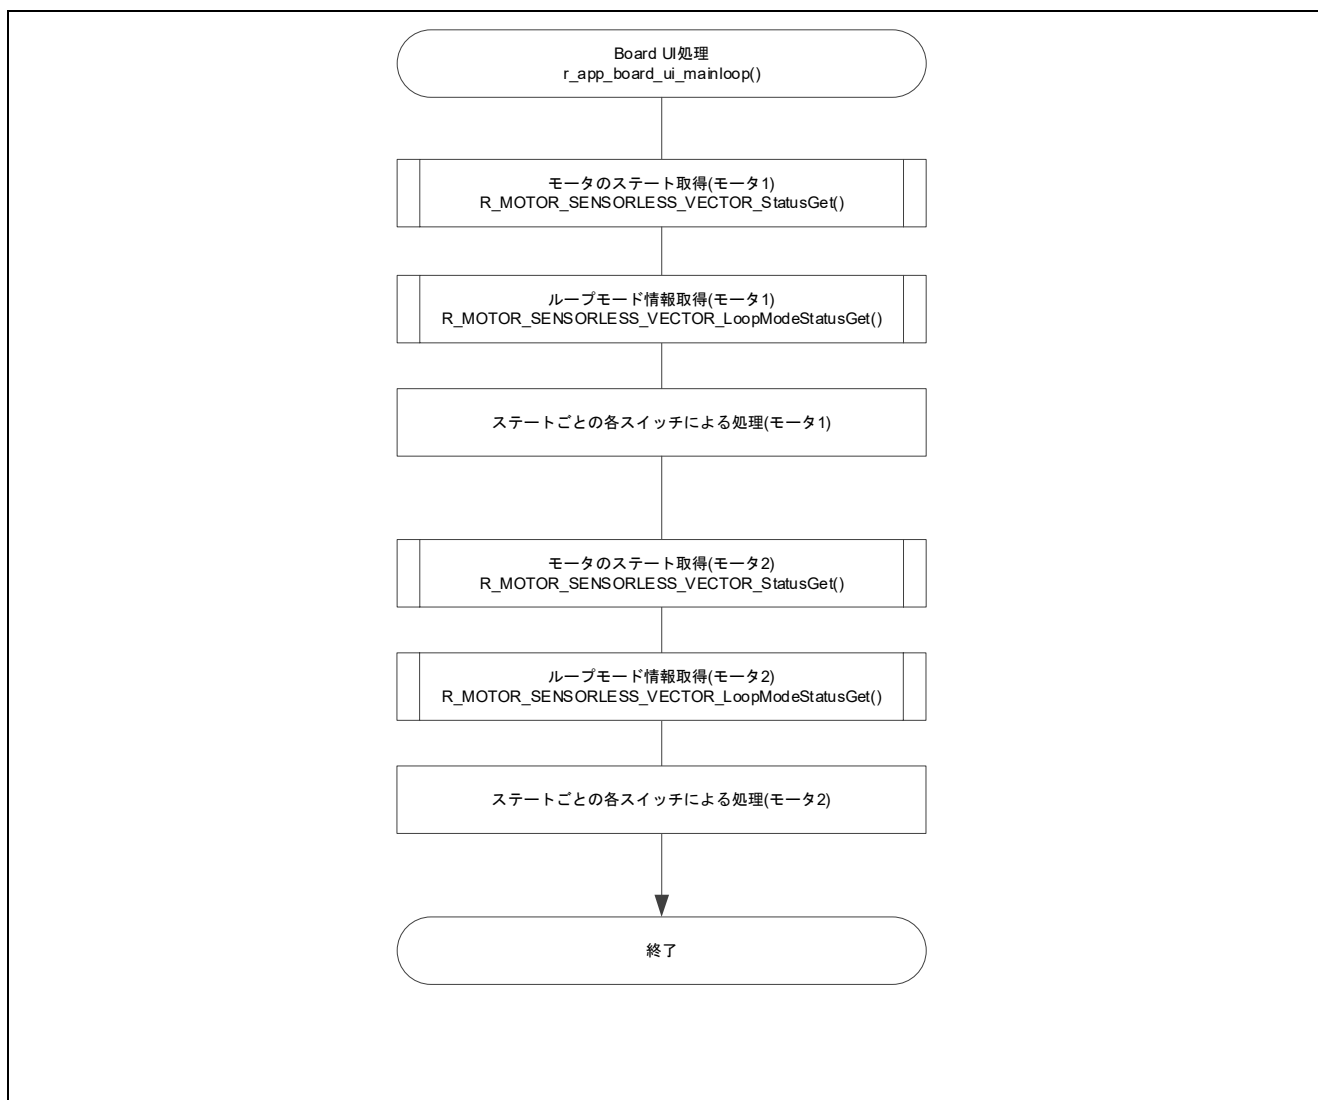 Board UI処理
r_app_board_ui_mainloop()
モータのステート取得(モータ1)
R_MOTOR_SENSORLESS_VECTOR_StatusGet()
ループモード情報取得(モータ1)
R_MOTOR_SENSORLESS_VECTOR_LoopModeStatusGet()
ステートごとの各スイッチによる処理(モータ1)
モータのステート取得(モータ2)
R_MOTOR_SENSORLESS_VECTOR_StatusGet()
ループモード情報取得(モータ2)
R_MOTOR_SENSORLESS_VECTOR_LoopModeStatusGet()
ステートごとの各スイッチによる処理(モータ2)
終了